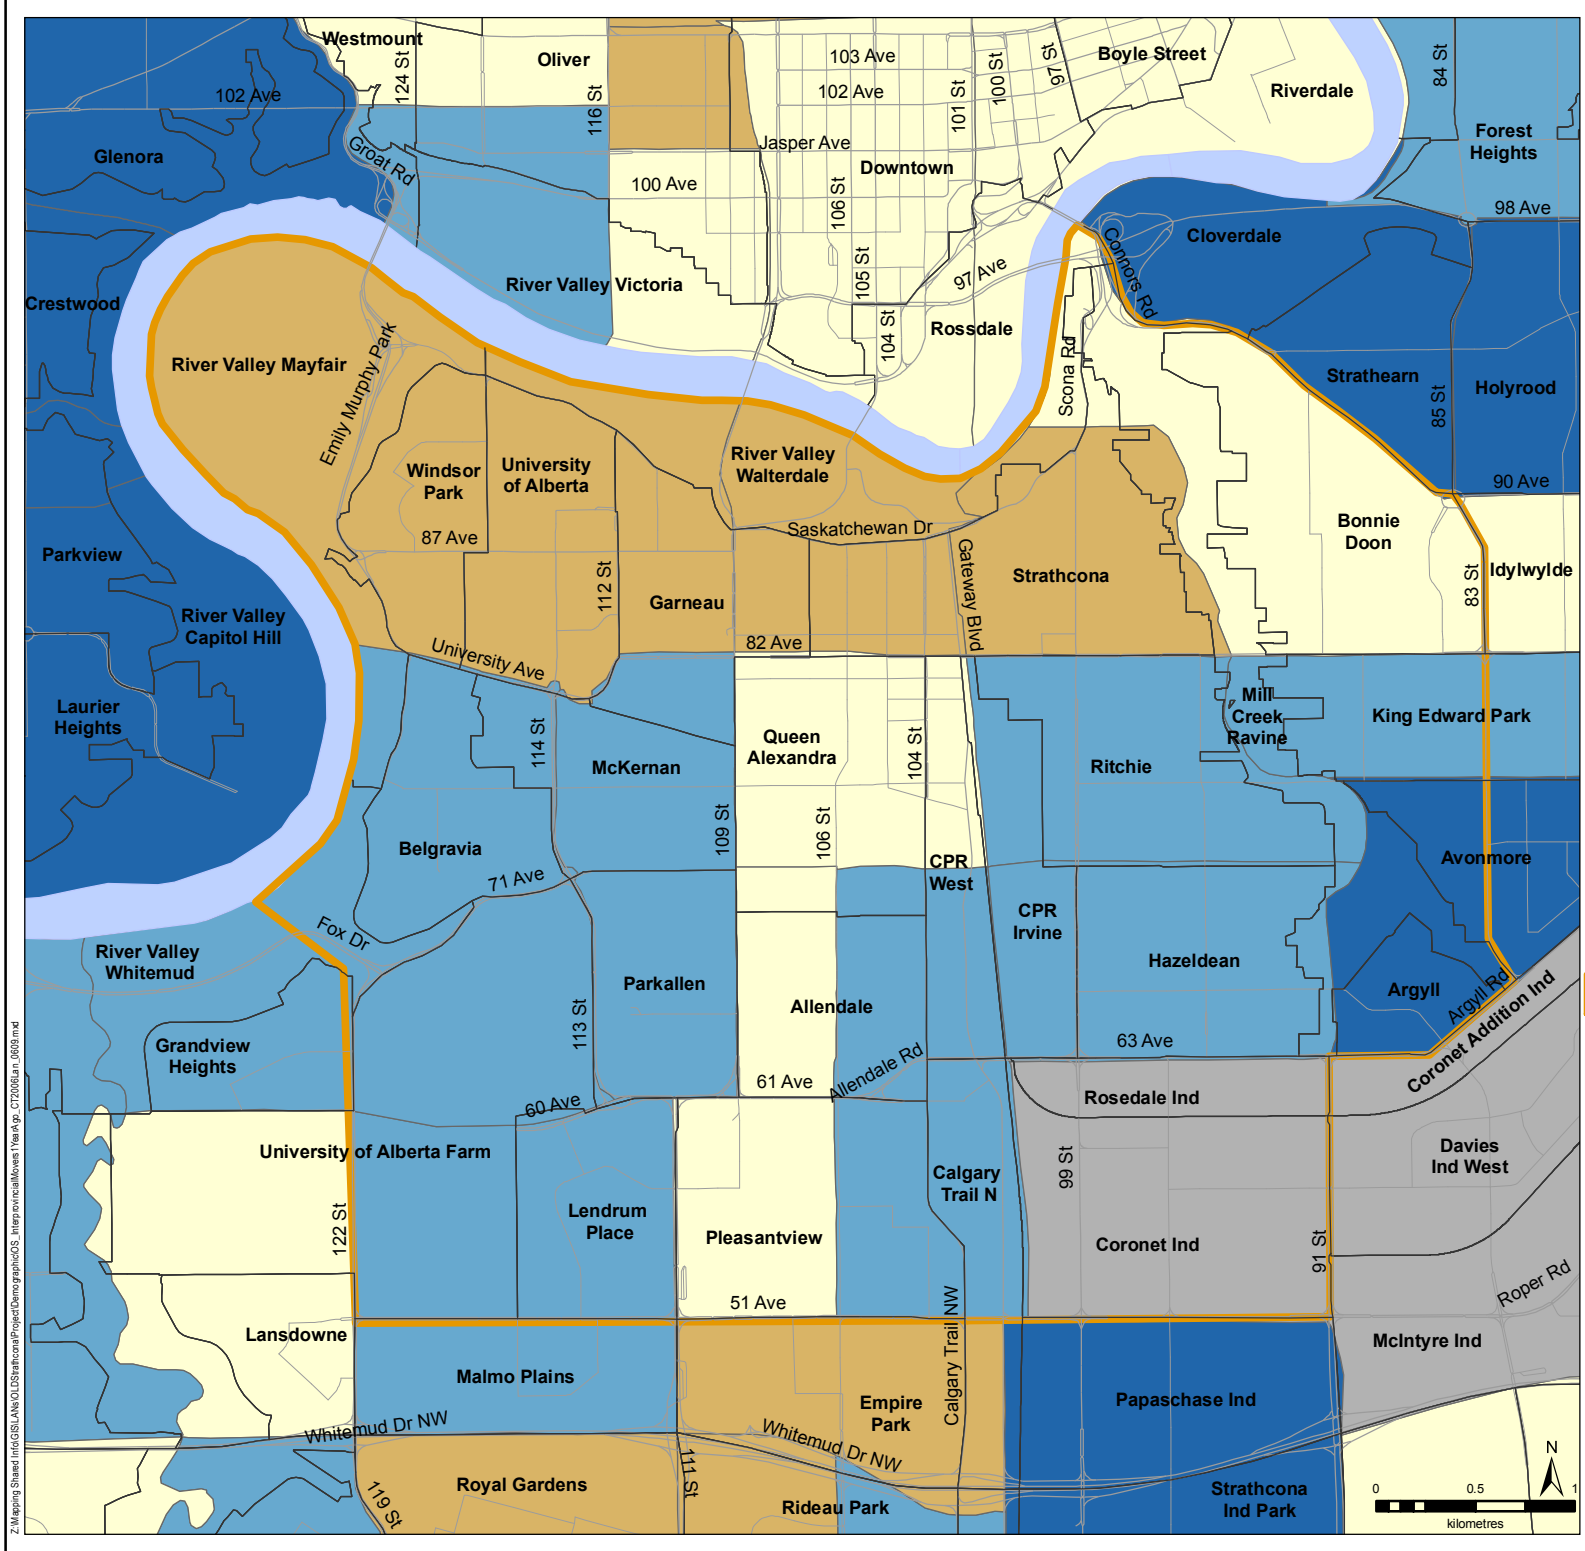 Westmount
Oliver
124 St
116 St
103 Ave
102 Ave
101 St
100 St
97 St
Boyle Street
Riverdale
84 St
Forest
Heights
102 Ave
Glenora
Groat Rd
Jasper Ave
Downtown
100 Ave
106 St
98 Ave
Cloverdale
Connors Rd
Crestwood
River Valley Victoria
105 St
97 Ave
104 St
Rossdale
Scona Rd
River Valley Mayfair
Emily Murphy Park
Strathearn
85 St
Holyrood
Windsor
Park
University
of Alberta
River Valley
Walterdale
90 Ave
Saskatchewan Dr
87 Ave
Bonnie
Doon
Parkview
Gateway Blvd
Strathcona
83 St
Idylwylde
112 St
Garneau
River Valley
Capitol Hill
82 Ave
University Ave
Laurier
Heights
Mill
Creek
Ravine
King Edward Park
114 St
McKernan
Queen
Alexandra
104 St
Ritchie
109 St
106 St
Belgravia
71 Ave
CPR
West
Avonmore
CPR
Irvine
Fox Dr
River Valley
Whitemud
Hazeldean
Parkallen
Allendale
Argyll
Argyll Rd
Coronet Addition Ind
113 St
63 Ave
Grandview
Heights
61 Ave
Allendale Rd
60 Ave
Rosedale Ind
University of Alberta Farm
99 St
Davies
Ind West
Calgary
Trail N
122 St
Lendrum
Place
Pleasantview
Coronet Ind
91 St
Roper Rd
51 Ave
Lansdowne
Calgary Trail NW
McIntyre Ind
Malmo Plains
Empire
Park
Papaschase Ind
Whitemud Dr NW
Whitemud Dr NW
119 St
Royal Gardens
111 St
Rideau Park
Strathcona
Ind Park
N
0 0.5 1
kilometres